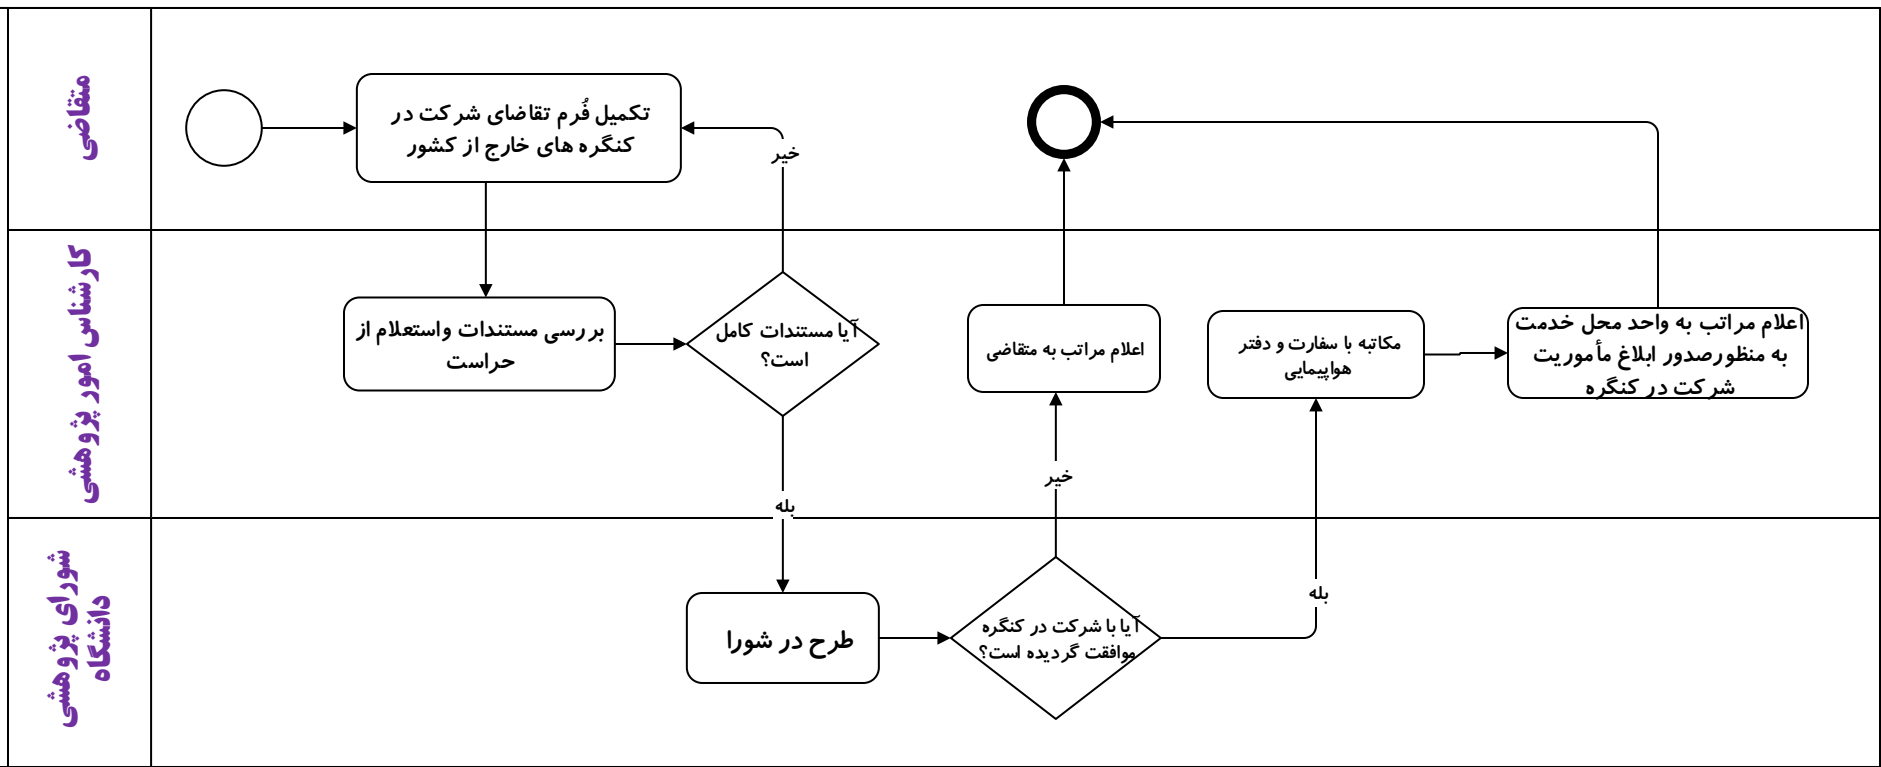 متقاضی
تکمیل فُرم تقاضای شرکت در
کنگره های خارج از کشور
خیر
کارشناس امور پژوهشی
بررسی مستندات واستعلام از
حراست
آیا مستندات کامل
است؟
اعلام مراتب به متقاضی
مکاتبه با سفارت و دفتر
هواپیمایی
اعلام مراتب به واحد محل خدمت
به منظورصدور ابلاغ مأموریت
شرکت در کنگره
خیر
بله
شورای پژوهشی
دانشگاه
طرح در شورا
آیا با شرکت در کنگره
موافقت گردیده است؟
بله